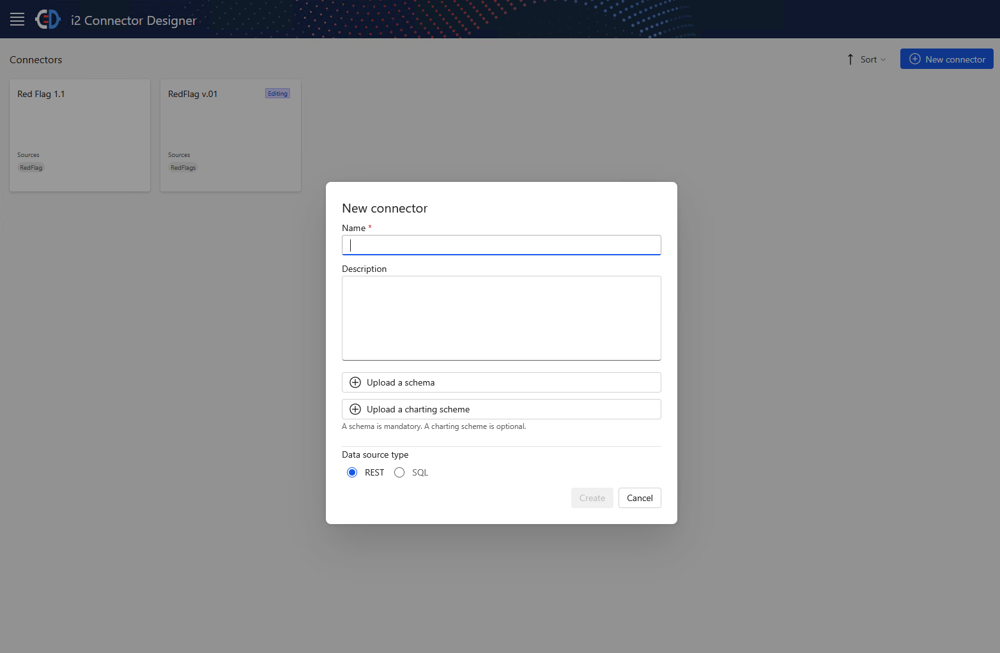 i2 Connector Designer
Connectors
Sort
New connector
Red Flag 1.1
Sources
RedFlag
RedFlag v.01
Editing
Sources
RedFlags
New connector
Name *
Description
Upload a schema
Upload a charting scheme
A schema is mandatory. A charting scheme is optional.
Data source type
REST
SQL
Create
Cancel